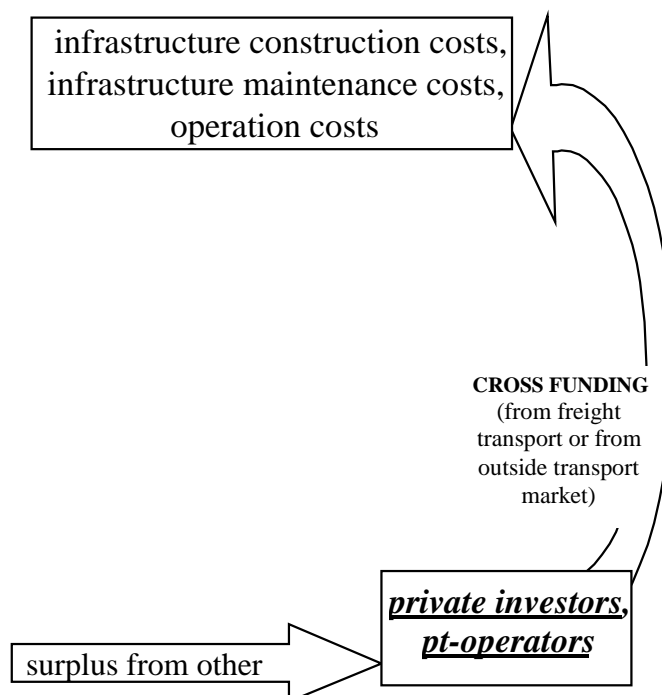 infrastructure construction costs,
infrastructure maintenance costs,
operation costs
CROSS FUNDING
(from freight
transport or from
outside transport
market)
private investors,
pt-operators
surplus from other